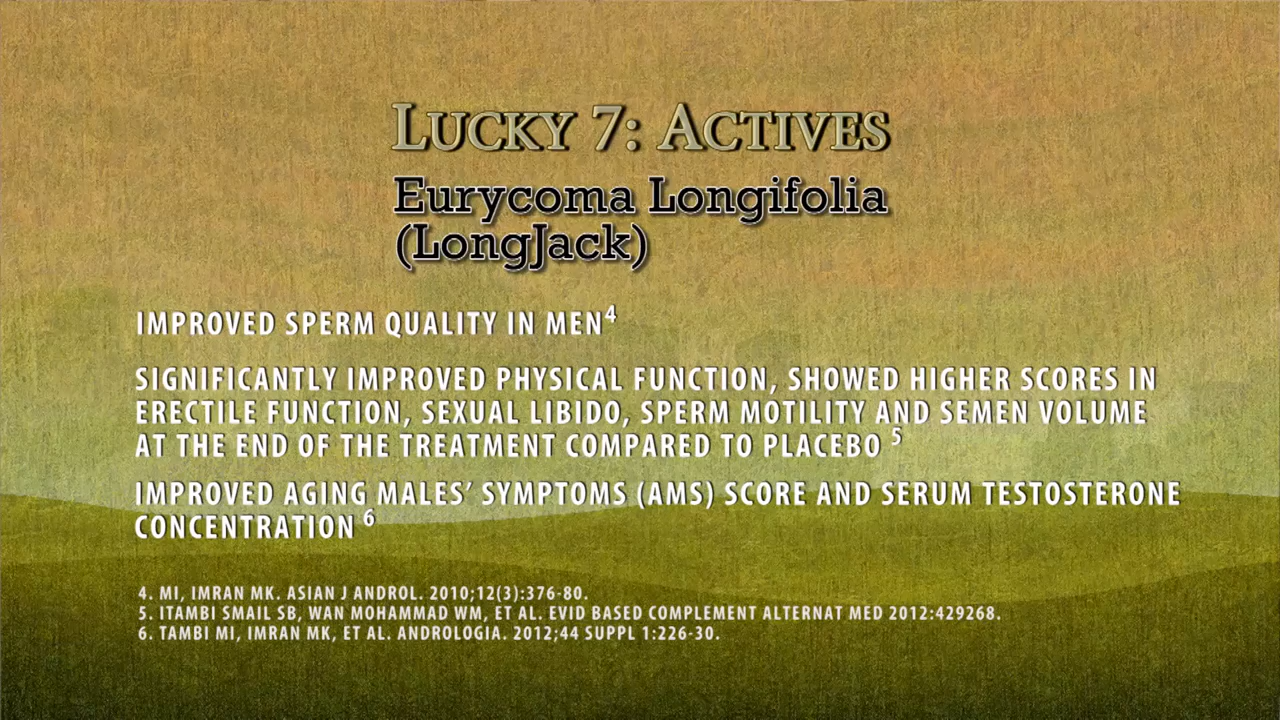 LUCKY 7: ACTIVES
Eurycoma Longifolia
(LongJack)
IMPROVED SPERM QUALITY IN MEN4
SIGNIFICANTLY IMPROVED PHYSICAL FUNCTION, SHOWED HIGHER SCORES IN
ERECTILE FUNCTION, SEXUAL LIBIDO, SPERM MOTILITY AND SEMEN VOLUME
AT THE END OF THE TREATMENT COMPARED TO PLACEBO 5
IMPROVED AGING MALES' SYMPTOMS (AMS) SCORE AND SERUM TESTOSTERONE
CONCENTRATION 6
4. MI, IMRAN MK. ASIAN J ANDROL. 2010;12(3):376-80.
5. ITAMBI SMAIL SB, WAN MOHAMMAD WM, ET AL. EVID BASED COMPLEMENT ALTERNAT MED 2012:429268.
6. TAMBI MI, IMRAN MK, ET AL. ANDROLOGIA. 2012;44 SUPPL 1:226-30.